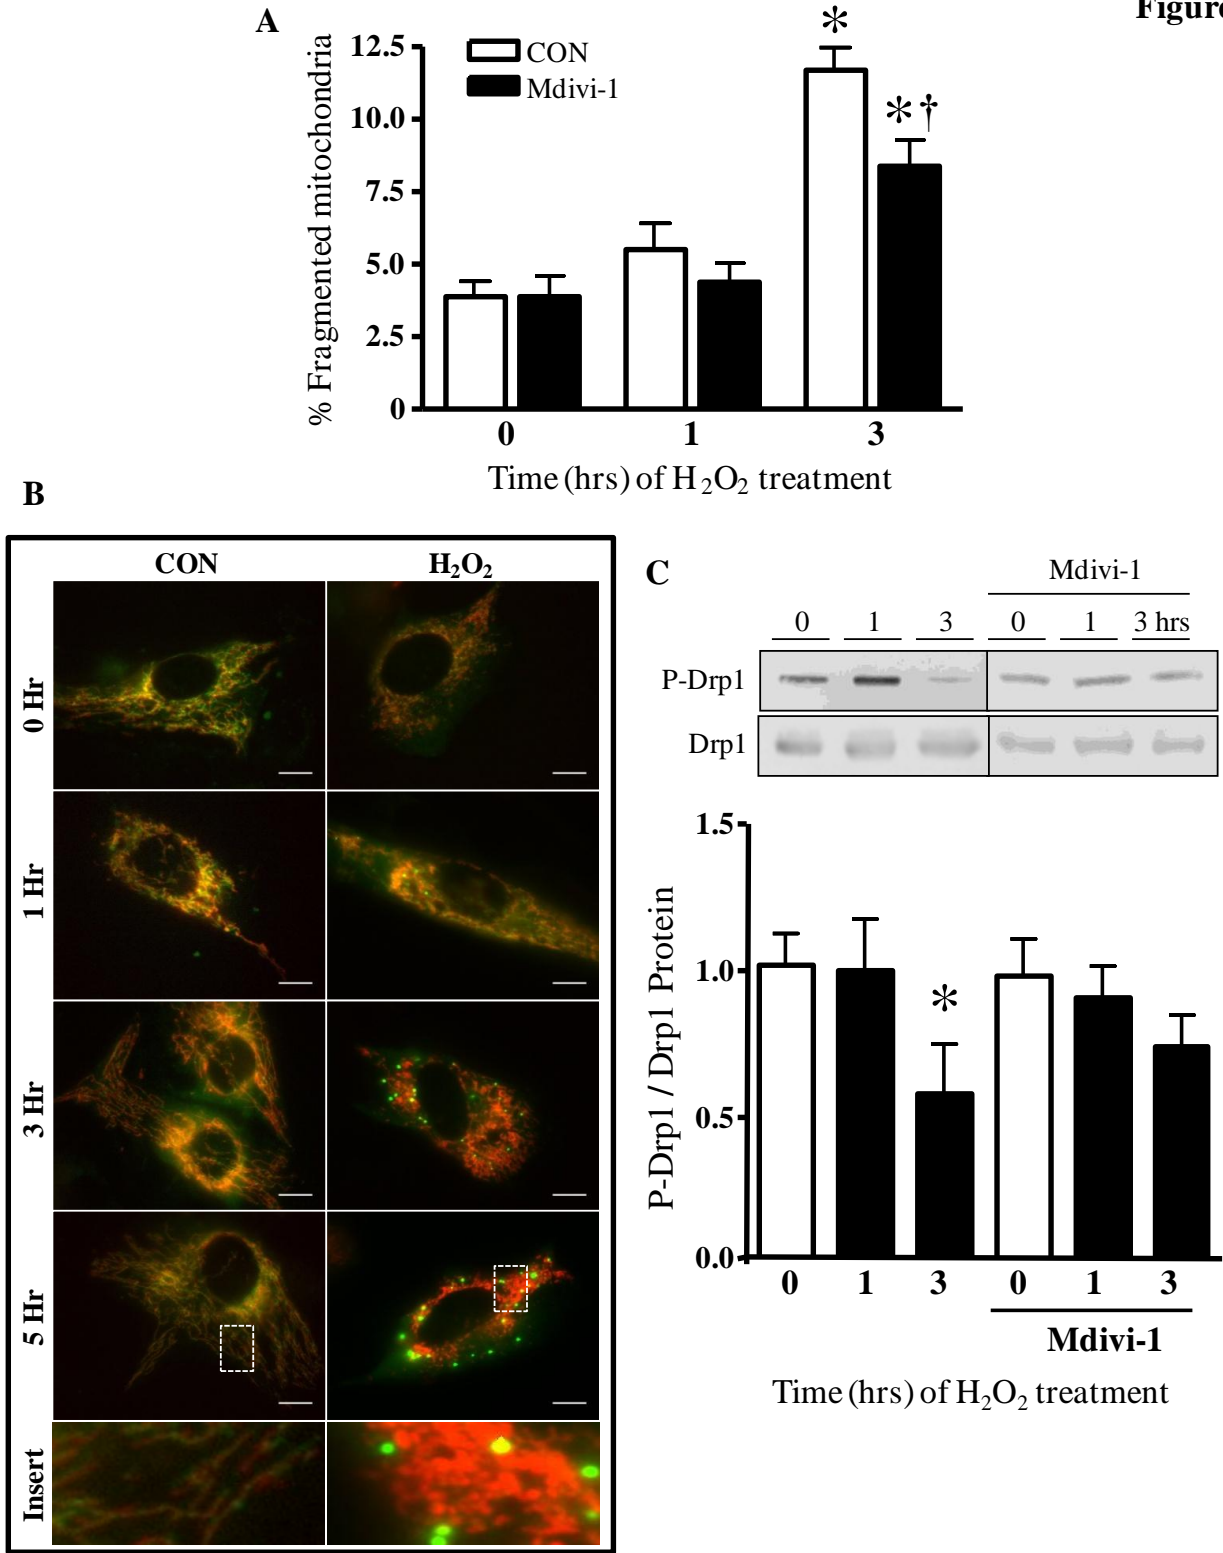 Figure
A
12.5
10.0
7.5
5.0
2.5
0
% Fragmented mitochondria
CON
Mdivi-1
*
*†
0 1 3
Time (hrs) of H₂O₂ treatment
B
CON H₂O₂
0 Hr
1 Hr
3 Hr
5 Hr
Insert
C
Mdivi-1
0 1 3 0 1 3 hrs
P-Drp1
Drp1
1.5
1.0
0.5
0.0
P-Drp1 / Drp1 Protein
*
0 1 3 0 1 3
Mdivi-1
Time (hrs) of H₂O₂ treatment